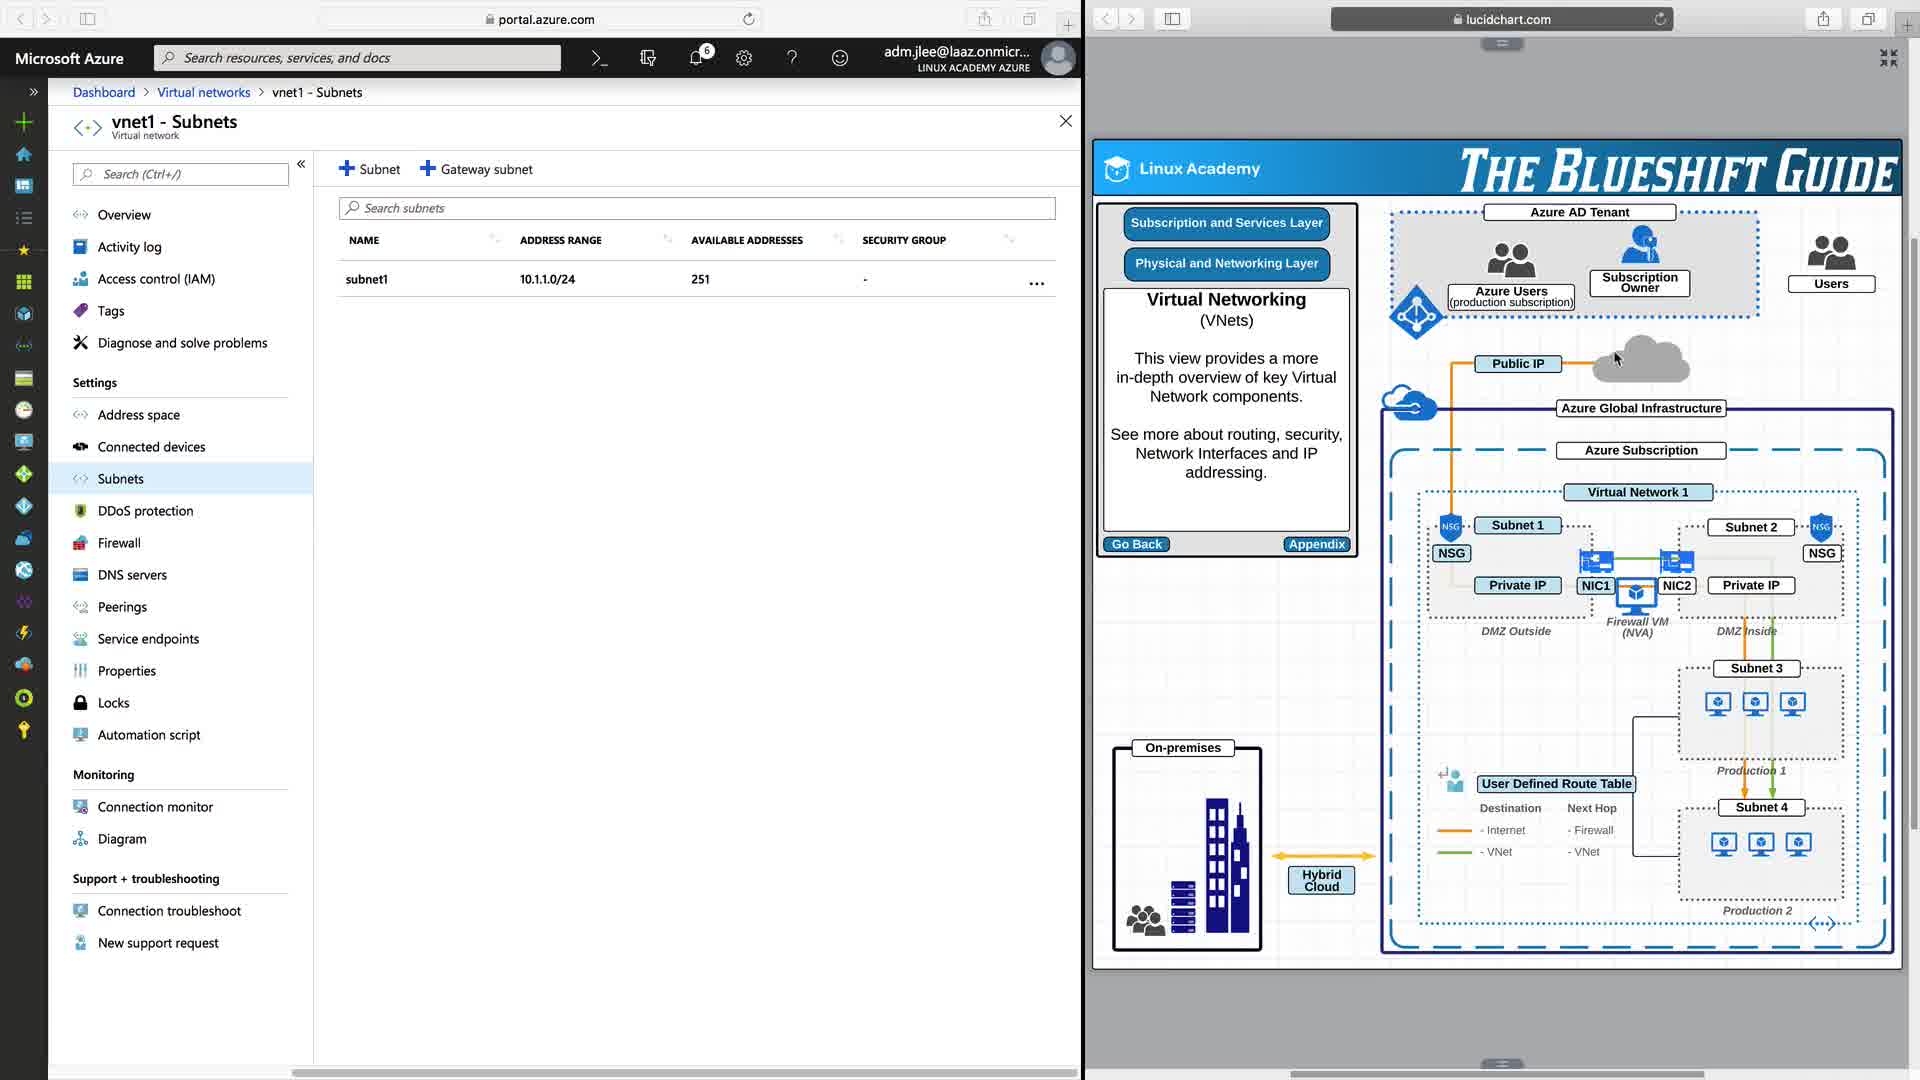 portal.azure.com
Microsoft Azure
Search resources, services, and docs
6
adm.jlee@laaz.onmicr...
LINUX ACADEMY AZURE
Dashboard > Virtual networks > vnet1 - Subnets
vnet1 - Subnets
Virtual network
Search (Ctrl+/)
Overview
Activity log
Access control (IAM)
Tags
Diagnose and solve problems
Settings
Address space
Connected devices
Subnets
DDoS protection
Firewall
DNS servers
Peerings
Service endpoints
Properties
Locks
Automation script
Monitoring
Connection monitor
Diagram
Support + troubleshooting
Connection troubleshoot
New support request
Subnet
Gateway subnet
Search subnets
NAME ADDRESS RANGE AVAILABLE ADDRESSES SECURITY GROUP
subnet1 10.1.1.0/24 251 - ...
lucidchart.com
Linux Academy
THE BLUESHIFT GUIDE
Subscription and Services Layer
Physical and Networking Layer
Virtual Networking
(VNets)
This view provides a more
in-depth overview of key Virtual
Network components.
See more about routing, security,
Network Interfaces and IP
addressing.
Go Back
Appendix
Azure AD Tenant
Azure Users
(production subscription)
Subscription
Owner
Users
Public IP
Azure Global Infrastructure
Azure Subscription
Virtual Network 1
NSG
Subnet 1
Subnet 2
NSG
NSG
NSG
Private IP
NIC1
NIC2
Private IP
DMZ Outside
Firewall VM
(NVA)
DMZ Inside
Subnet 3
Production 1
On-premises
User Defined Route Table
Destination Next Hop
- Internet - Firewall
- VNet - VNet
Subnet 4
Production 2
Hybrid
Cloud